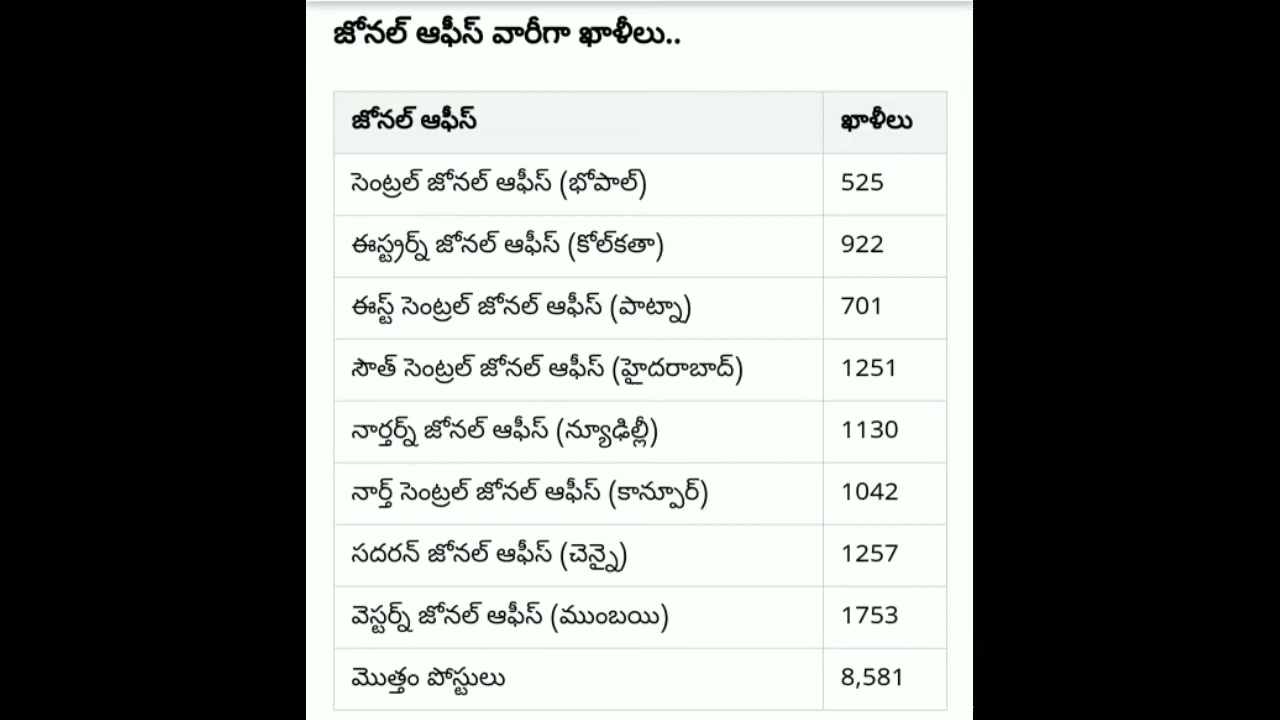 జోనల్ ఆఫీస్ వారీగా ఖాళీలు..
జోనల్ ఆఫీస్ ఖాళీలు
సెంట్రల్ జోనల్ ఆఫీస్ (భోపాల్) 525
ఈస్ట్రర్న్ జోనల్ ఆఫీస్ (కోల్‌కతా) 922
ఈస్ట్ సెంట్రల్ జోనల్ ఆఫీస్ (పాట్నా) 701
సౌత్ సెంట్రల్ జోనల్ ఆఫీస్ (హైదరాబాద్) 1251
నార్తర్న్ జోనల్ ఆఫీస్ (న్యూఢిల్లీ) 1130
నార్త్ సెంట్రల్ జోనల్ ఆఫీస్ (కాన్పూర్) 1042
సదరన్ జోనల్ ఆఫీస్ (చెన్నై) 1257
వెస్టర్న్ జోనల్ ఆఫీస్ (ముంబయి) 1753
మొత్తం పోస్టులు 8,581